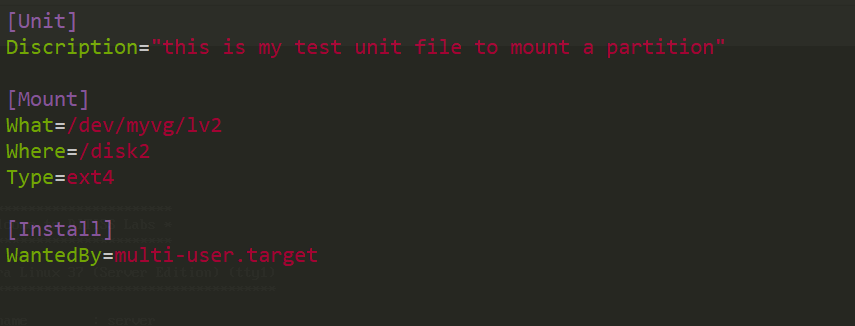 [Unit]
Discription="this is my test unit file to mount a partition"
[Mount]
What=/dev/myvg/lv2
Where=/disk2
Type=ext4
[Install]
WantedBy=multi-user.target